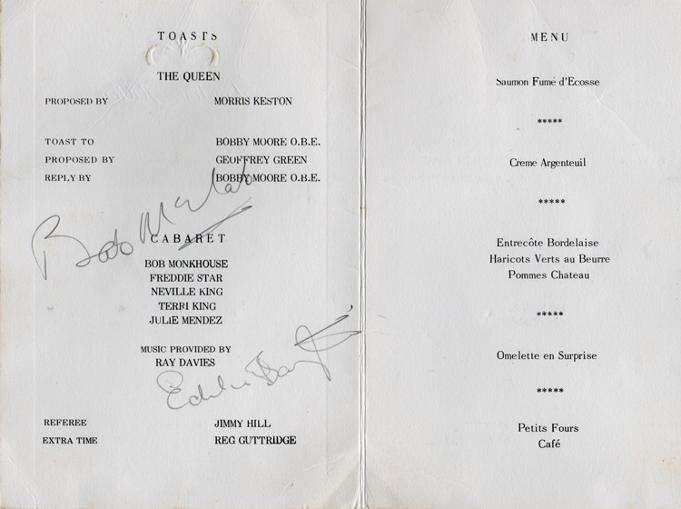 TOASTS
THE QUEEN
PROPOSED BY MORRIS KESTON
TOAST TO BOBBY MOORE O.B.E.
PROPOSED BY GEOFFREY GREEN
REPLY BY BOBBY MOORE O.B.E.
Bob
CABARET
BOB MONKHOUSE
FREDDIE STAR
NEVILLE KING
TERRI KING
JULIE MENDEZ
MUSIC PROVIDED BY
RAY DAVIES
REFEREE JIMMY HILL
EXTRA TIME REG GUTTRIDGE
MENU
Saumon Fumé d'Ecosse
*****
Creme Argenteuil
*****
Entrecôte Bordelaise
Haricots Verts au Beurre
Pommes Chateau
*****
Omelette en Surprise
*****
Petits Fours
Café